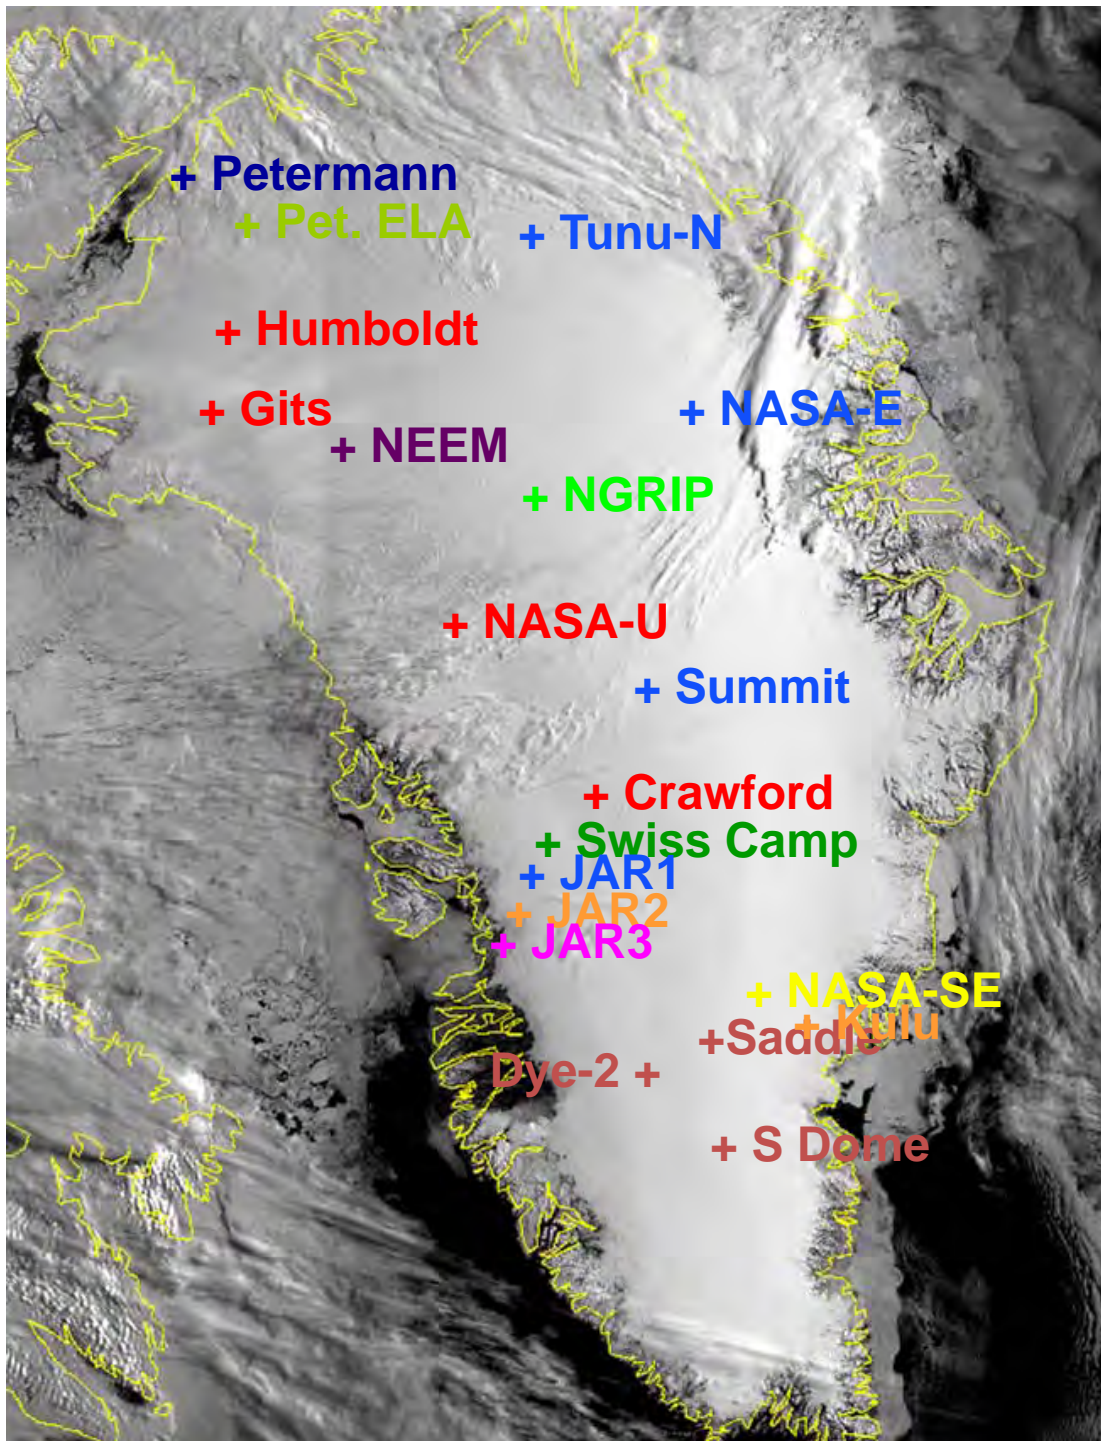 + Petermann
+ Pet. ELA
+ Tunu-N
+ Humboldt
+ Gits
+ NASA-E
+ NEEM
+ NGRIP
+ NASA-U
+ Summit
+ Crawford
+ Swiss Camp
+ JAR1
+ JAR2
+ JAR3
+ NASA-SE
+ Kulu
+Saddle
Dye-2 +
+ S Dome